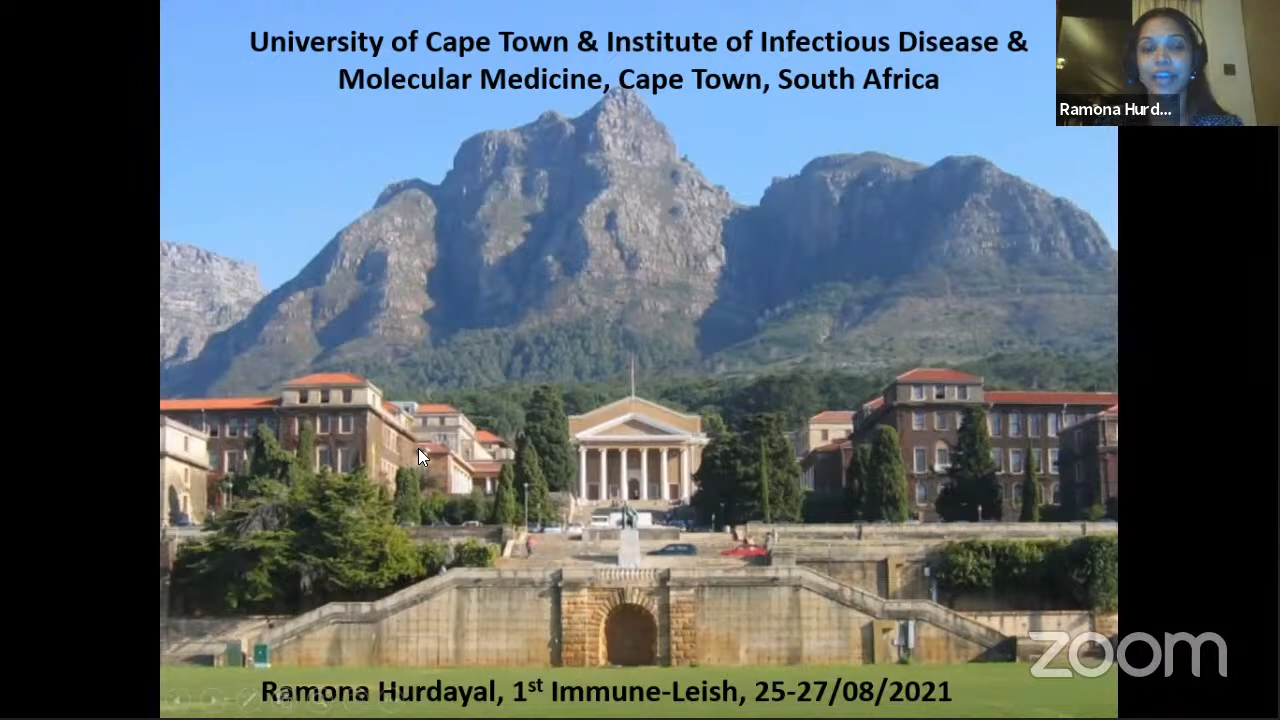 University of Cape Town & Institute of Infectious Disease &
Molecular Medicine, Cape Town, South Africa
Ramona Hurd...
zoom
Ramona Hurdayal, 1st Immune-Leish, 25-27/08/2021